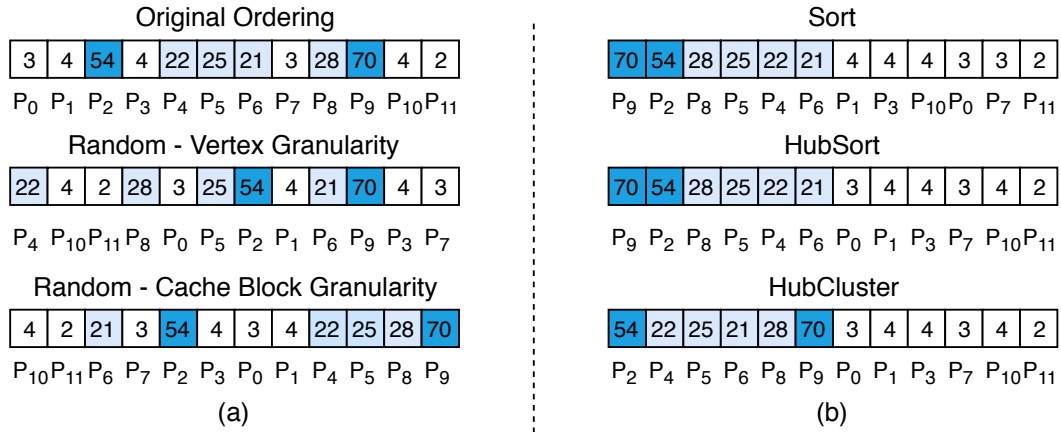 Original Ordering
3 4 54 4 22 25 21 3 28 70 4 2
P0 P1 P2 P3 P4 P5 P6 P7 P8 P9 P10 P11
Random - Vertex Granularity
22 4 2 28 3 25 54 4 21 70 4 3
P4 P10 P11 P8 P0 P5 P2 P1 P6 P9 P3 P7
Random - Cache Block Granularity
4 2 21 3 54 4 3 4 22 25 28 70
P10 P11 P6 P7 P2 P3 P0 P1 P4 P5 P8 P9
(a)
Sort
70 54 28 25 22 21 4 4 4 3 3 2
P9 P2 P8 P5 P4 P6 P1 P3 P10 P0 P7 P11
HubSort
70 54 28 25 22 21 3 4 4 3 4 2
P9 P2 P8 P5 P4 P6 P0 P1 P3 P7 P10 P11
HubCluster
54 22 25 21 28 70 3 4 4 3 4 2
P2 P4 P5 P6 P8 P9 P0 P1 P3 P7 P10 P11
(b)